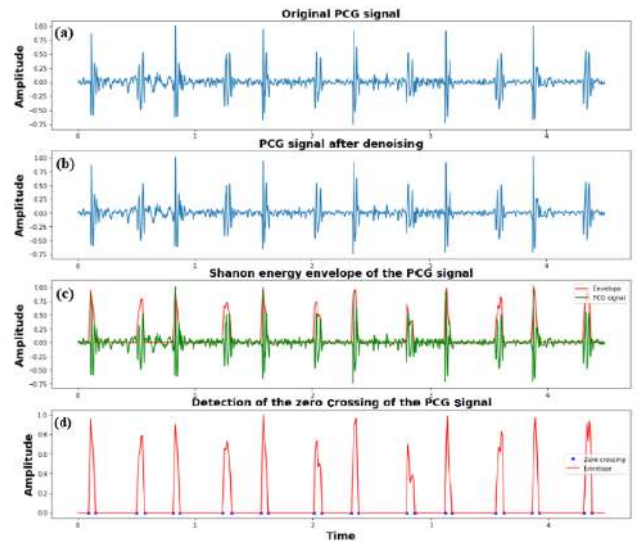 Original PCG signal
(a)
Amplitude
1.00
0.75
0.50
0.25
0.00
-0.25
-0.50
-0.75
0 1 2 3 4
PCG signal after denoising
(b)
Amplitude
1.00
0.75
0.50
0.25
0.00
-0.25
-0.50
-0.75
0 1 2 3 4
Shanon energy envelope of the PCG signal
(c)
Envelope
PCG signal
Amplitude
1.00
0.75
0.50
0.25
0.00
-0.25
-0.50
-0.75
0 1 2 3 4
Detection of the zero crossing of the PCG Signal
(d)
Zero crossing
Envelope
Amplitude
1.0
0.8
0.6
0.4
0.2
0.0
0 1 2 3 4
Time